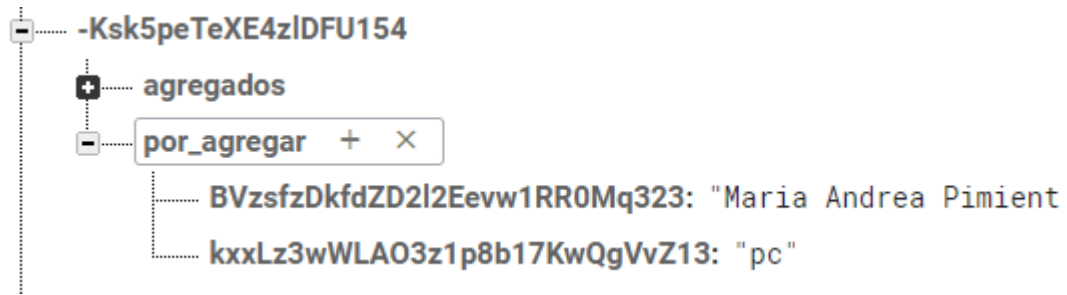 -Ksk5peTeXE4zlDFU154
agregados
por_agregar + ×
BVzsfzDkfdZD2l2Eevw1RR0Mq323: "Maria Andrea Pimient
kxxLz3wWLAO3z1p8b17KwQgVvZ13: "pc"